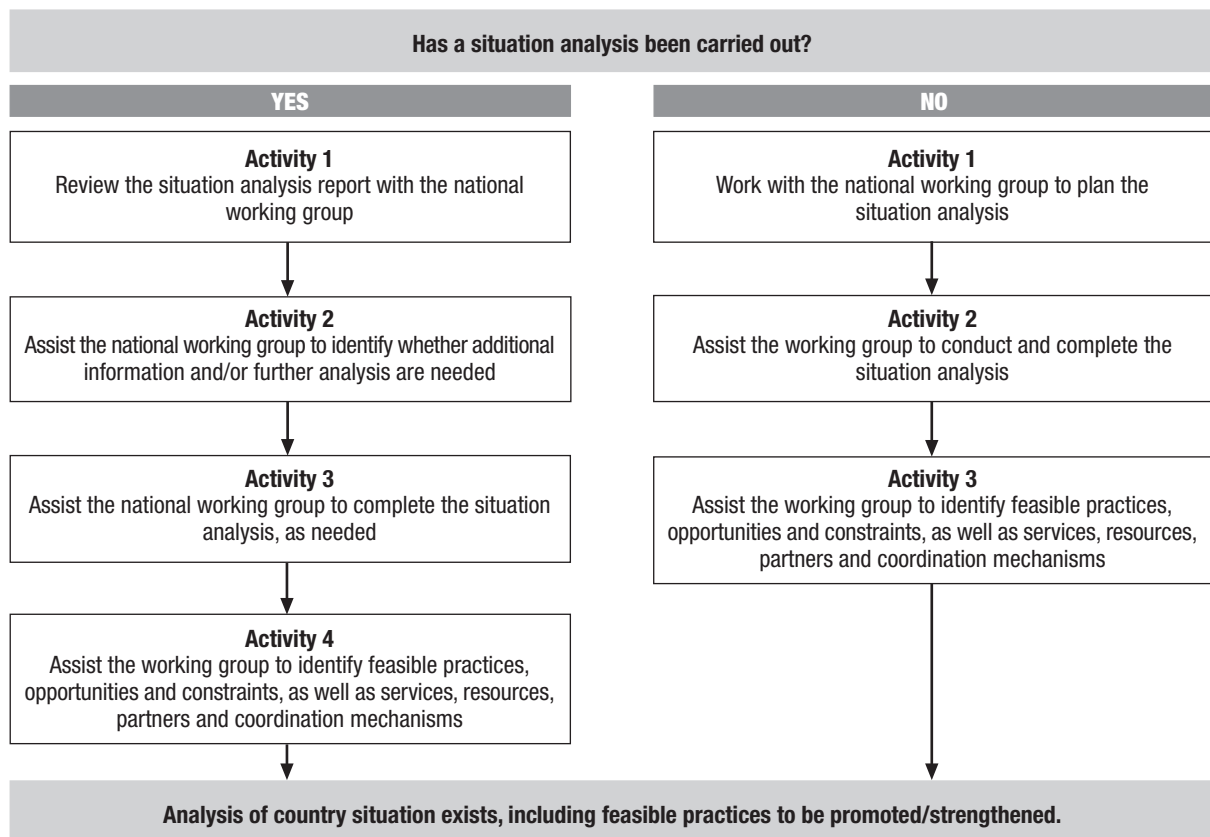 Has a situation analysis been carried out?
YES
Activity 1
Review the situation analysis report with the national
working group
Activity 2
Assist the national working group to identify whether additional
information and/or further analysis are needed
Activity 3
Assist the national working group to complete the situation
analysis, as needed
Activity 4
Assist the working group to identify feasible practices,
opportunities and constraints, as well as services, resources,
partners and coordination mechanisms
NO
Activity 1
Work with the national working group to plan the
situation analysis
Activity 2
Assist the working group to conduct and complete the
situation analysis
Activity 3
Assist the working group to identify feasible practices,
opportunities and constraints, as well as services, resources,
partners and coordination mechanisms
Analysis of country situation exists, including feasible practices to be promoted/strengthened.